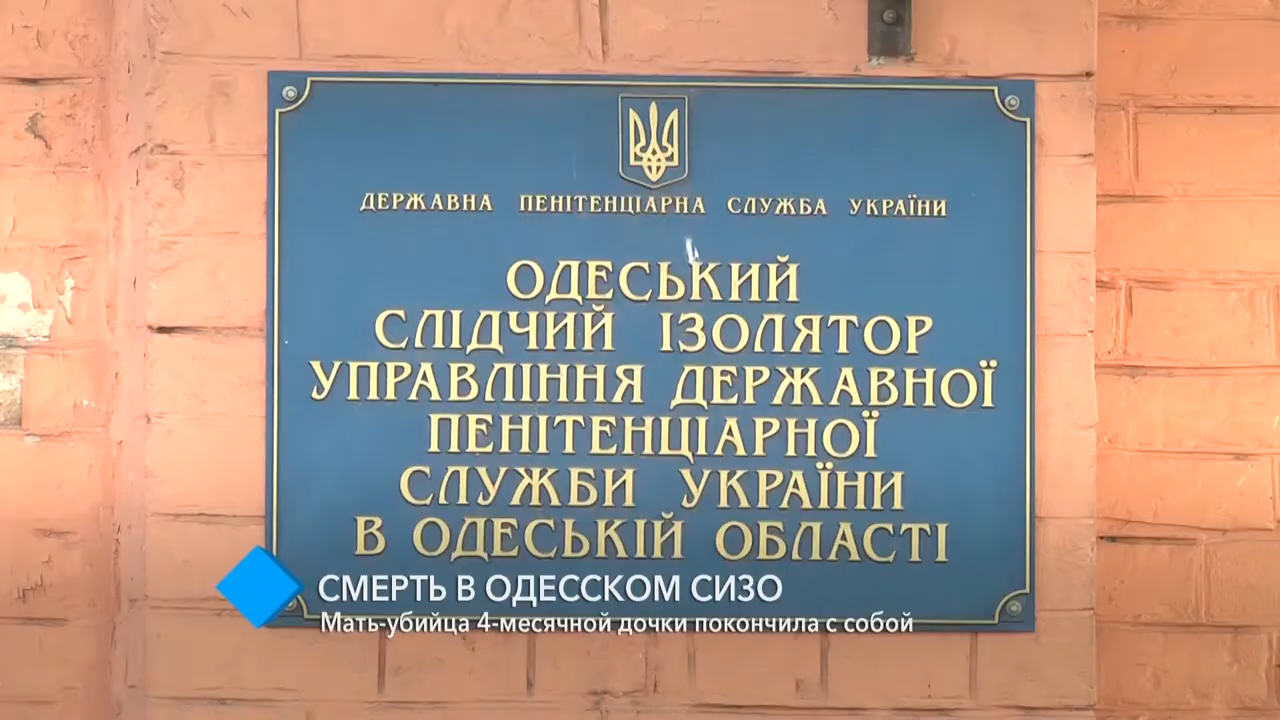 ДЕРЖАВНА ПЕНІТЕНЦІАРНА СЛУЖБА УКРАЇНИ
ОДЕСЬКИЙ
СЛІДЧИЙ ІЗОЛЯТОР
УПРАВЛІННЯ ДЕРЖАВНОЇ
ПЕНІТЕНЦІАРНОЇ
СЛУЖБИ УКРАЇНИ
В ОДЕСЬКІЙ ОБЛАСТІ
СМЕРТЬ В ОДЕССКОМ СИЗО
Мать-убийца 4-месячной дочки покончила с собой